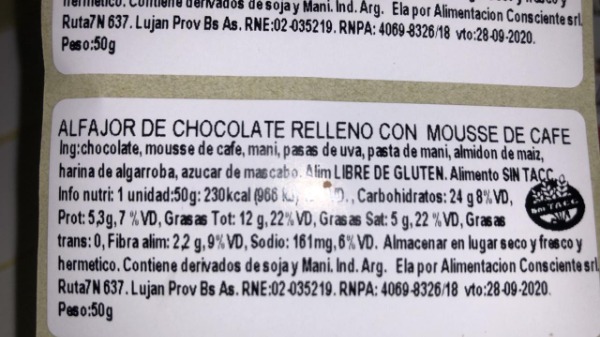 hermetico. Contiene derivados de soja y Mani. Ind. Arg. Ela por Alimentacion Consciente srl.
Ruta7N 637. Lujan Prov Bs As. RNE:02-035219. RNPA: 4069-8326/18 vto:28-09-2020.
Peso:50g
ALFAJOR DE CHOCOLATE RELLENO CON MOUSSE DE CAFE
Ing:chocolate, mousse de cafe, mani, pasas de uva, pasta de mani, almidon de maiz,
harina de algarroba, azucar de mascabo. Alim LIBRE DE GLUTEN. Alimento SIN TACC
Info nutri: 1 unidad:50g: 230kcal (966 , Carbohidratos: 24 g 8%VD,
SIN T.A.C.C.
Prot: 5,3g, 7 %VD, Grasas Tot: 12 g, 22%VD, Grasas Sat: 5 g, 22 %VD, Grasas
trans: 0, Fibra alim: 2,2 g, 9%VD, Sodio: 161mg, 6%VD. Almacenar en lugar seco y fresco y
hermetico. Contiene derivados de soja y Mani. Ind. Arg. Ela por Alimentacion Consciente srl
Ruta7N 637. Lujan Prov Bs As. RNE:02-035219. RNPA: 4069-8326/18 vto:28-09-2020.
Peso:50g